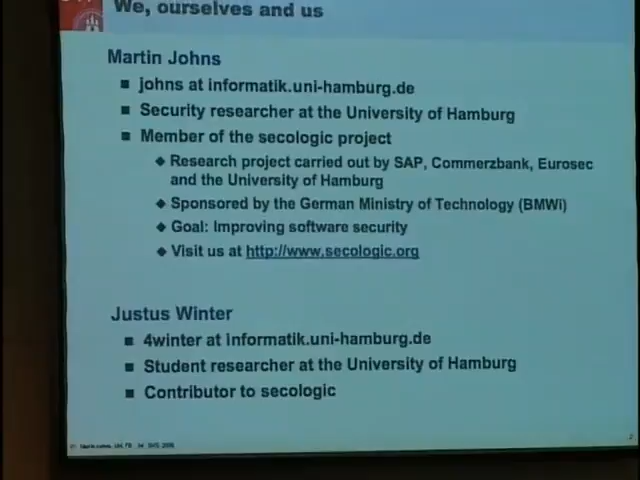 We, ourselves and us
Martin Johns
johns at informatik.uni-hamburg.de
Security researcher at the University of Hamburg
Member of the secologic project
Research project carried out by SAP, Commerzbank, Eurosec
and the University of Hamburg
Sponsored by the German Ministry of Technology (BMWi)
Goal: Improving software security
Visit us at http://www.secologic.org
Justus Winter
4winter at informatik.uni-hamburg.de
Student researcher at the University of Hamburg
Contributor to secologic
2